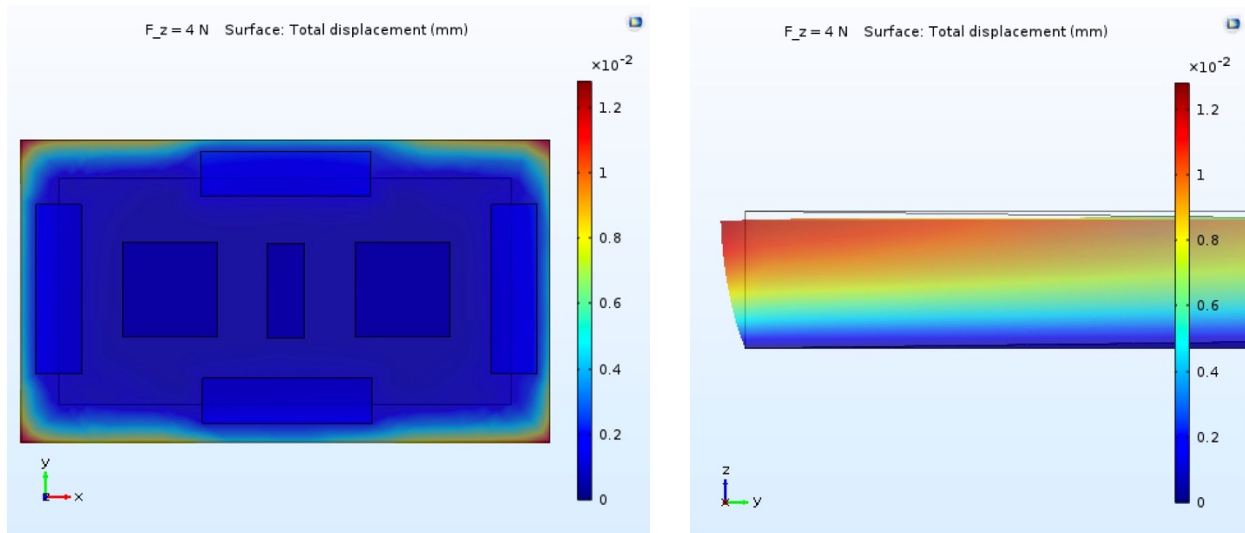 F_z = 4 N Surface: Total displacement (mm)
×10⁻²
1.2
1
0.8
0.6
0.4
0.2
0
y
z
x
F_z = 4 N Surface: Total displacement (mm)
×10⁻²
1.2
1
0.8
0.6
0.4
0.2
0
z
x
y